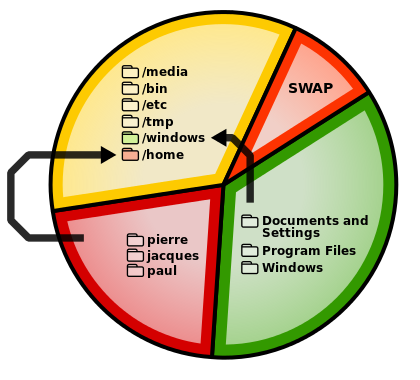 /media
/bin
/etc
/tmp
/windows
/home
SWAP
Documents and
Settings
Program Files
Windows
pierre
jacques
paul